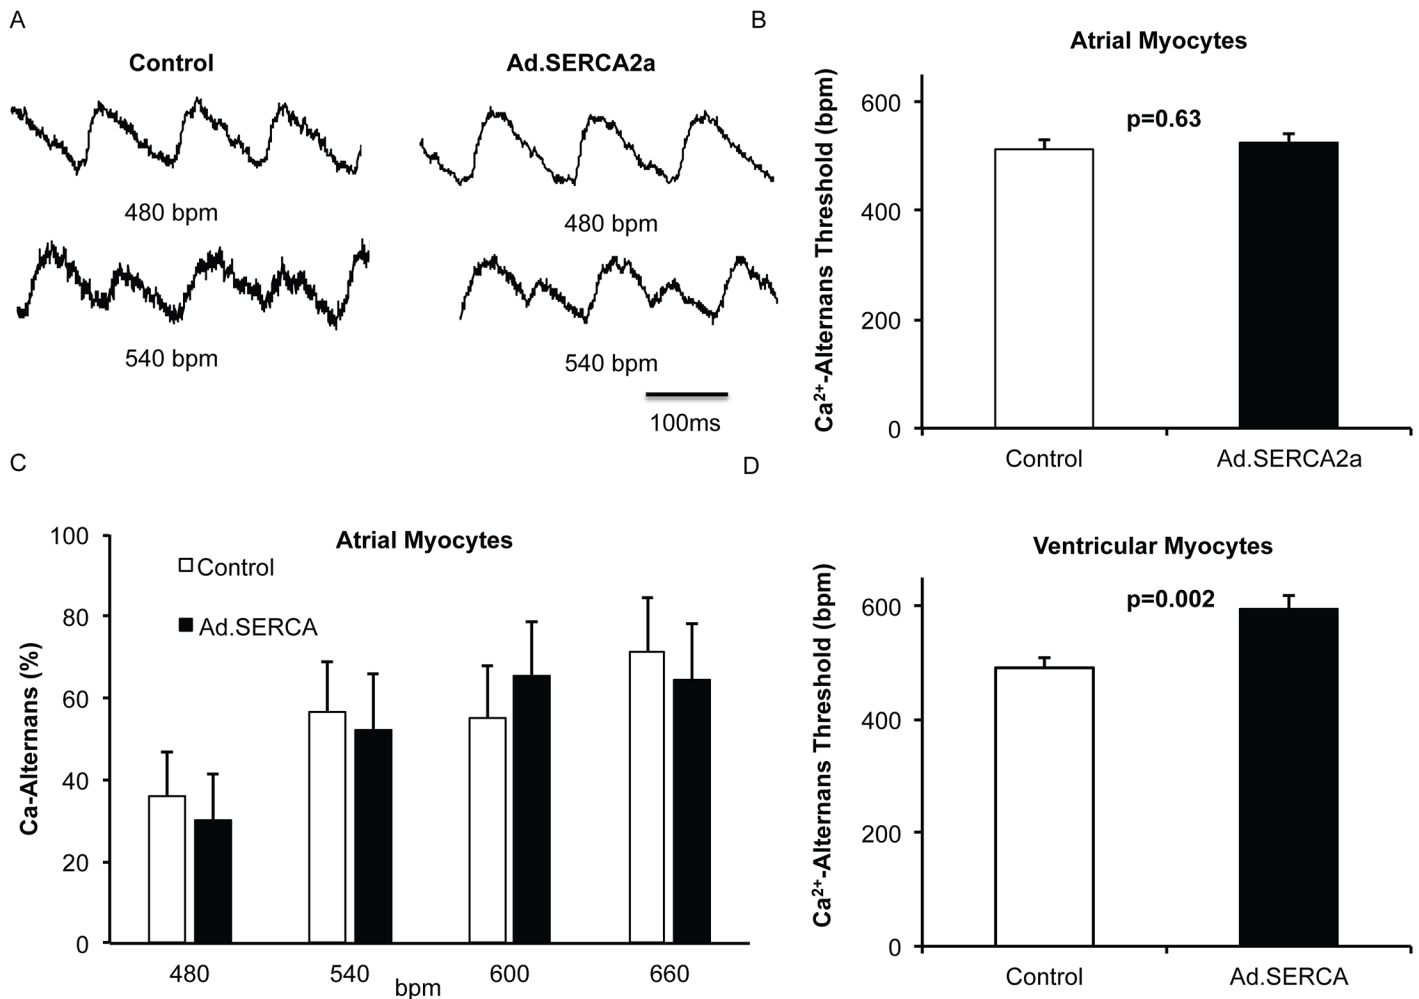 A
Control
Ad.SERCA2a
480 bpm
480 bpm
540 bpm
540 bpm
100ms
B
Atrial Myocytes
Ca²⁺-Alternans Threshold (bpm)
600
400
200
0
p=0.63
Control
Ad.SERCA2a
C
Atrial Myocytes
Ca-Alternans (%)
100
80
60
40
20
0
Control
Ad.SERCA
480
540
600
660
bpm
D
Ventricular Myocytes
Ca²⁺-Alternans Threshold (bpm)
600
400
200
0
p=0.002
Control
Ad.SERCA